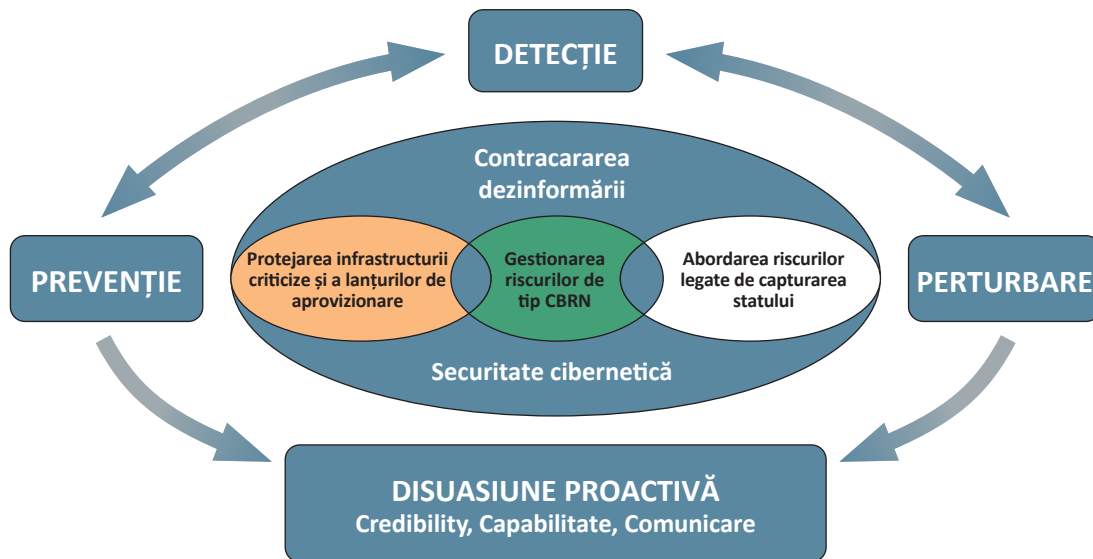 DETECȚIE
Contracararea
dezinformării
PREVENȚIE
Protejarea infrastructurii
criticize și a lanțurilor de
aprovizionare
Gestionarea
riscurilor de
tip CBRN
Abordarea riscurilor
legate de capturarea
statului
PERTURBARE
Securitate cibernetică
DISUASIUNE PROACTIVĂ
Credibility, Capabilitate, Comunicare